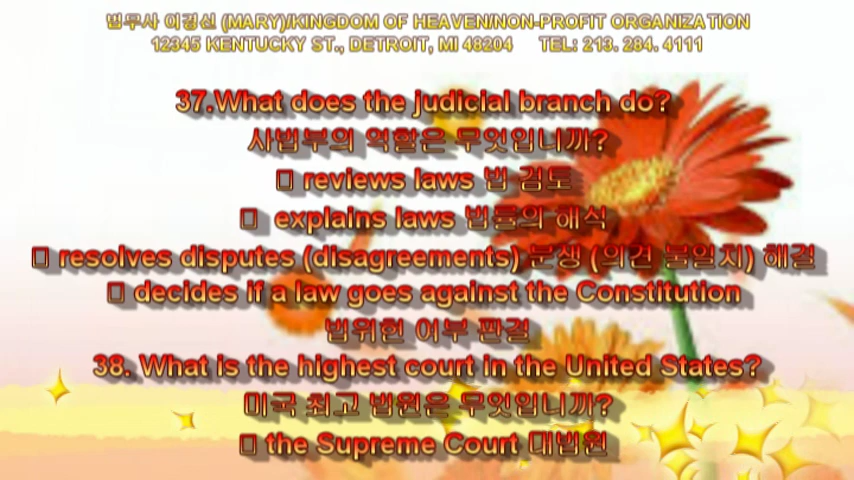 법무사 이경신 (MARY)/KINGDOM OF HEAVEN/NON-PROFIT ORGANIZATION
12345 KENTUCKY ST., DETROIT, MI 48204 TEL: 213. 284. 4111
37.What does the judicial branch do?
사법부의 역할은 무엇입니까?
▯ reviews laws 법 검토
▯ explains laws 법률의 해석
▯ resolves disputes (disagreements) 분쟁 (의견 불일치) 해결
▯ decides if a law goes against the Constitution
법위헌 여부 판결
38. What is the highest court in the United States?
미국 최고 법원은 무엇입니까?
▯ the Supreme Court 대법원